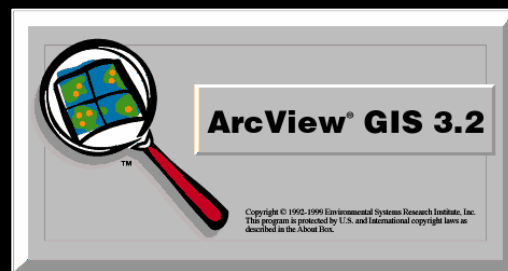 ArcView® GIS 3.2
TM
Copyright © 1992-1999 Environmental Systems Research Institute, Inc.
This program is protected by U.S. and International copyright laws as
described in the About Box.